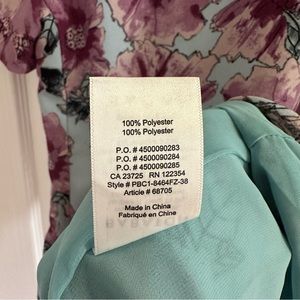 100% Polyester
100% Polyester
P.O. # 4500090283
P.O. # 4500090284
P.O. # 4500090285
CA 23725 RN 122354
Style # PBC1-8464FZ-38
Article # 68705
Made in China
Fabriqué en Chine